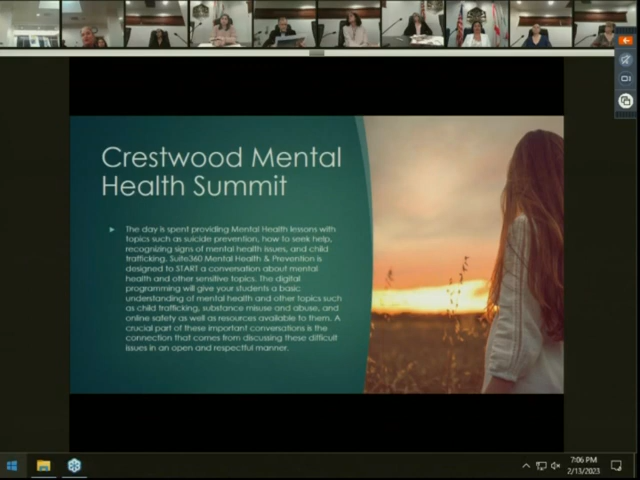 Crestwood Mental
Health Summit
The day is spent providing Mental Health lessons with
topics such as suicide prevention, how to seek help,
recognizing signs of mental health issues, and child
trafficking. Suite360 Mental Health & Prevention is
designed to START a conversation about mental
health and other sensitive topics. The digital
programming will give your students a basic
understanding of mental health and other topics such
as child trafficking, substance misuse and abuse, and
online safety as well as resources available to them. A
crucial part of these important conversations is the
connection that comes from discussing these difficult
issues in an open and respectful manner.
7:06 PM
2/13/2023